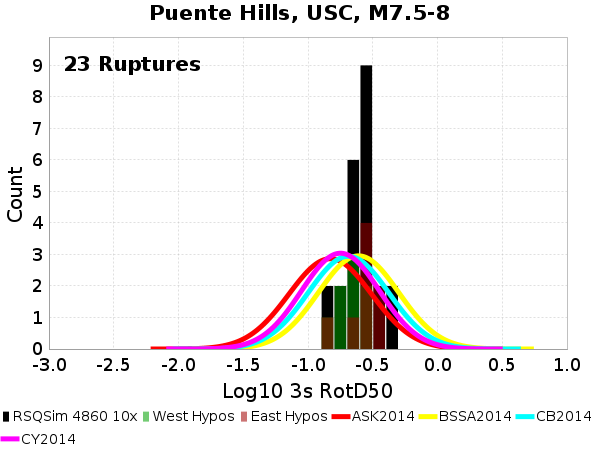 Puente Hills, USC, M7.5-8
23 Ruptures
Count
9
8
7
6
5
4
3
2
1
0
-3.0 -2.5 -2.0 -1.5 -1.0 -0.5 0.0 0.5 1.0
Log10 3s RotD50
RSQSim 4860 10x West Hypos East Hypos ASK2014 BSSA2014 CB2014
CY2014